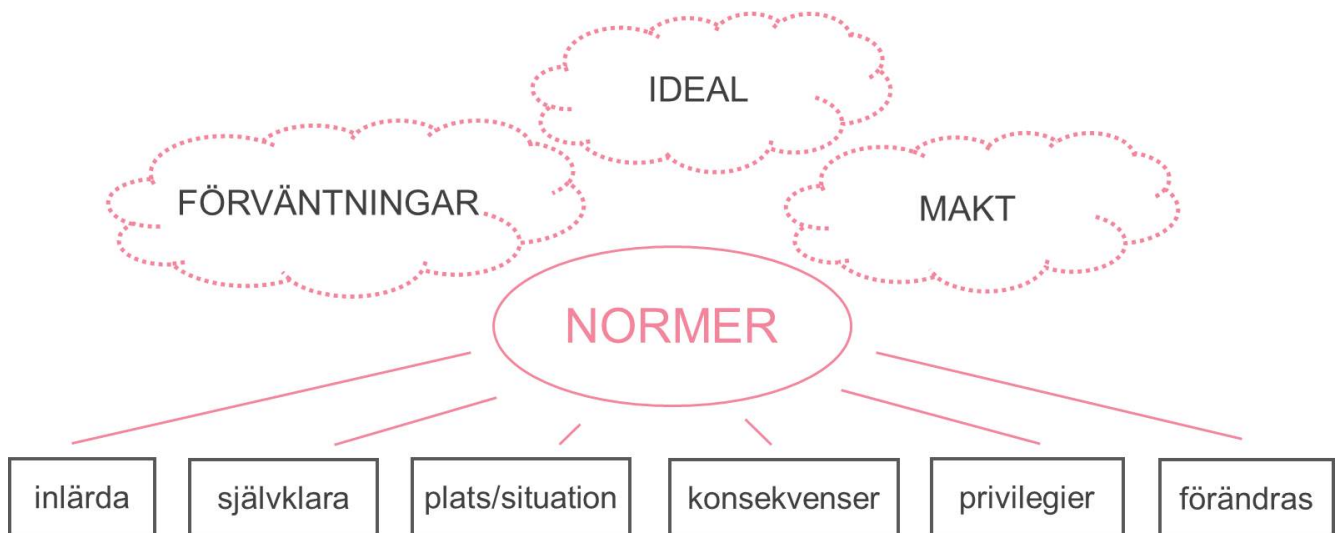 IDEAL
FÖRVÄNTNINGAR
MAKT
NORMER
inlärda
självklara
plats/situation
konsekvenser
privilegier
förändras